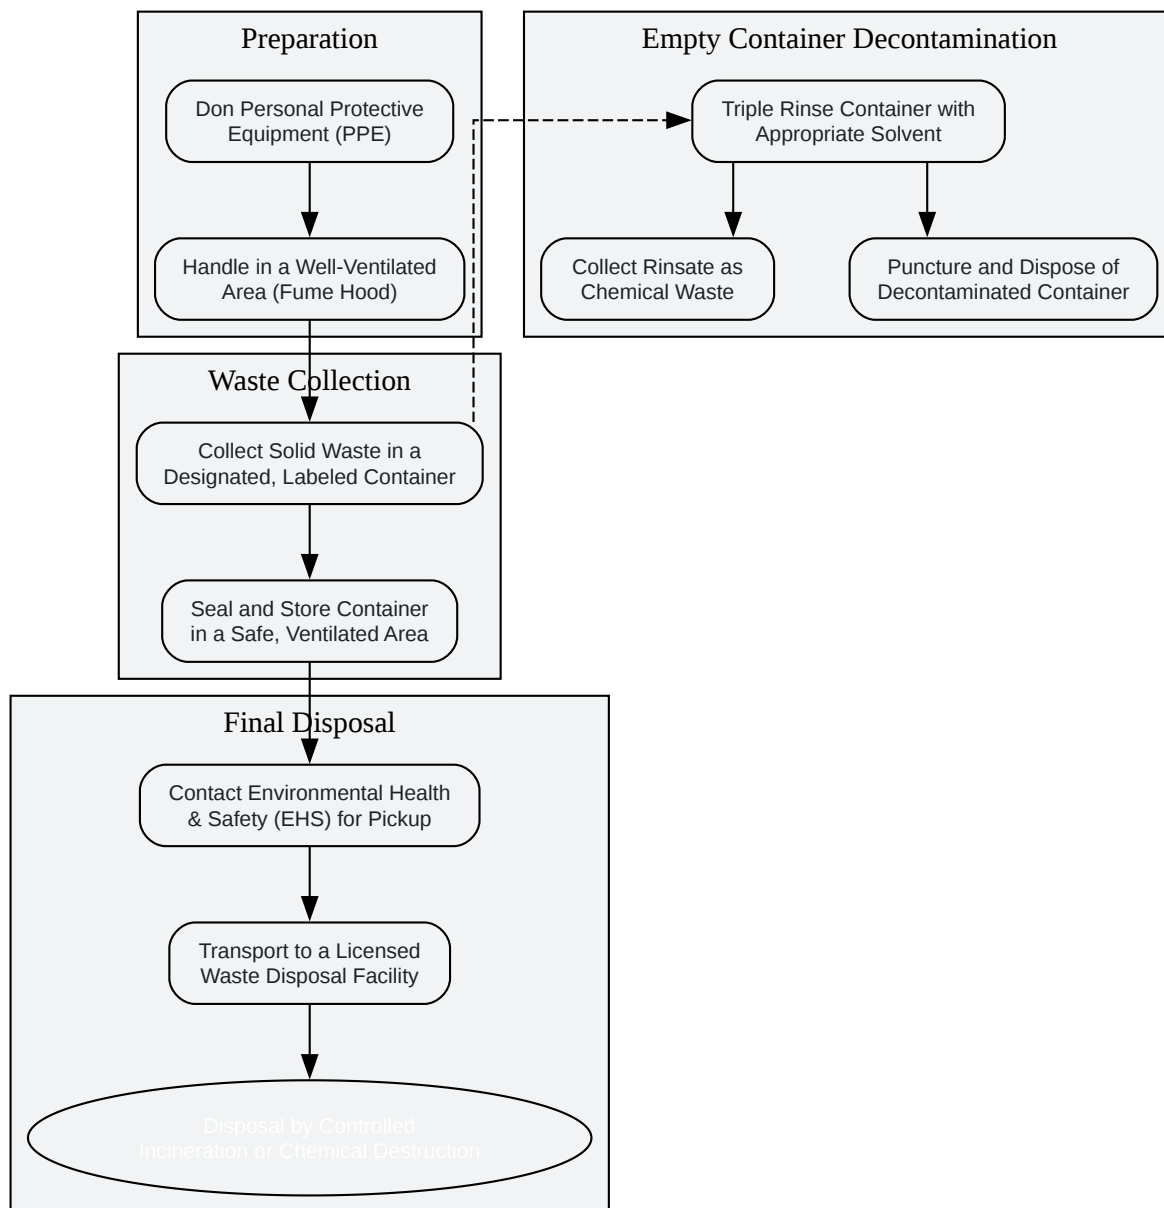 Preparation
Don Personal Protective
Equipment (PPE)
Handle in a Well-Ventilated
Area (Fume Hood)
Empty Container Decontamination
Triple Rinse Container with
Appropriate Solvent
Collect Rinsate as
Chemical Waste
Puncture and Dispose of
Decontaminated Container
Waste Collection
Collect Solid Waste in a
Designated, Labeled Container
Seal and Store Container
in a Safe, Ventilated Area
Final Disposal
Contact Environmental Health
& Safety (EHS) for Pickup
Transport to a Licensed
Waste Disposal Facility
Disposal by Controlled
Incineration or Chemical Destruction